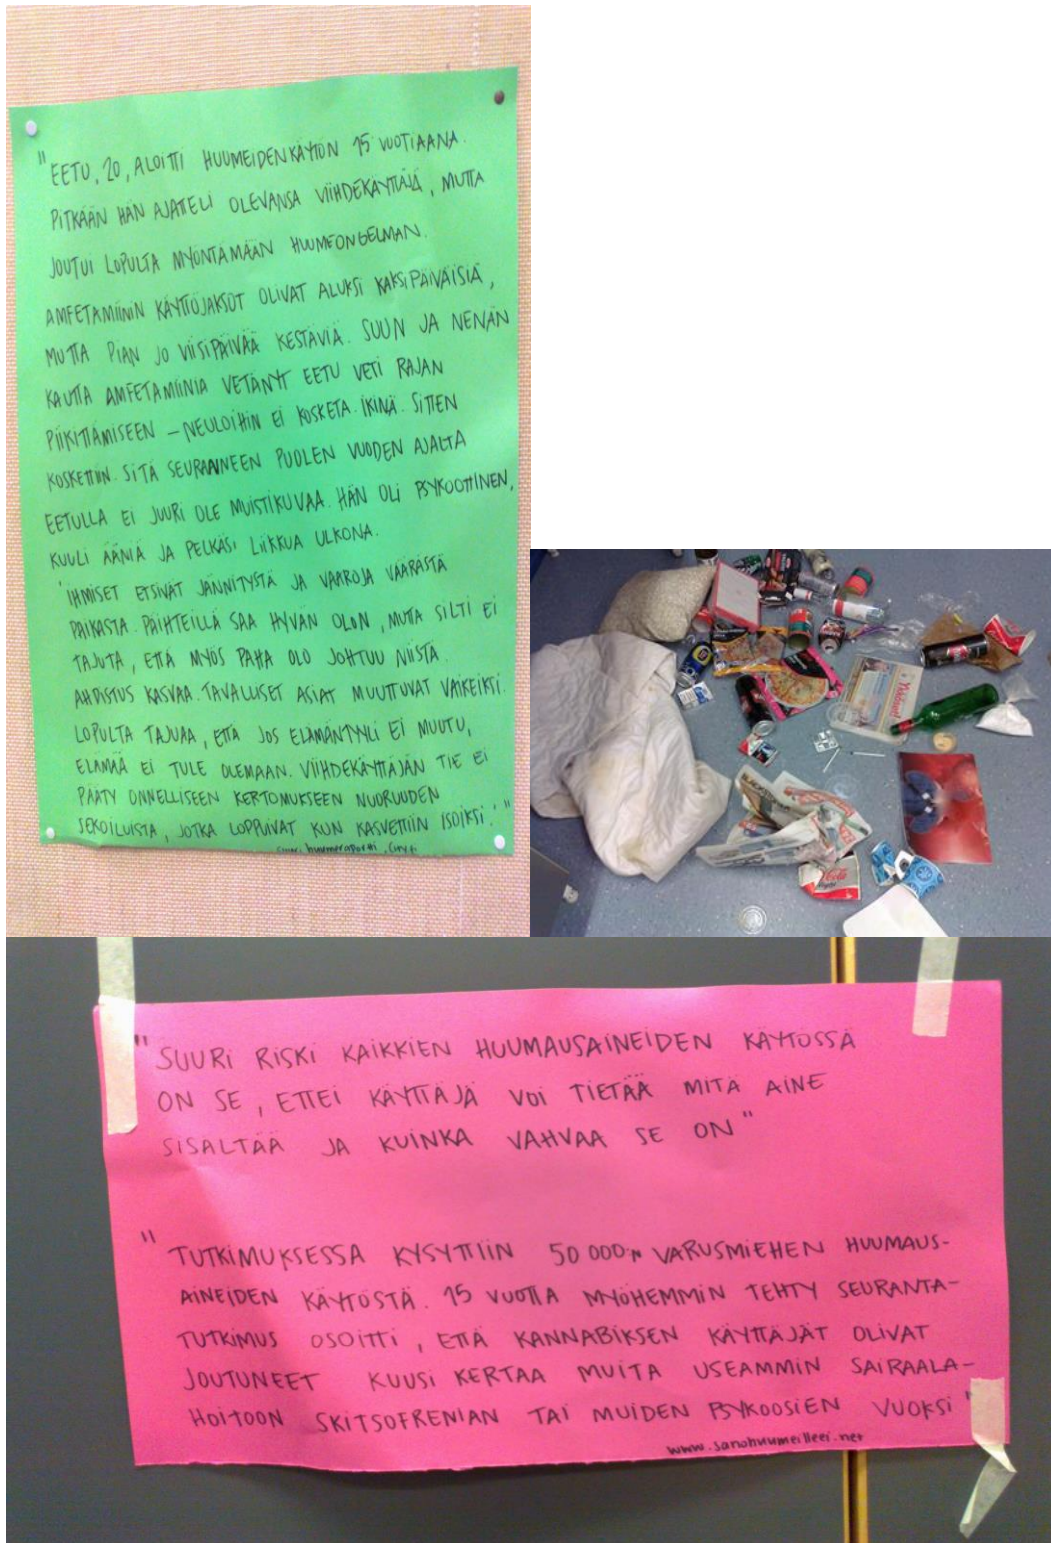 "EETU, 20, ALOITTI HUUMEIDENKÄYTÖN 15 VUOTIAANA.
PITKÄÄN HÄN AJATTELI OLEVANSA VIIHDEKÄYTTÄJÄ, MUTTA
JOUTUI LOPULTA MYÖNTÄMÄÄN HUUMEONGELMAN.
AMFETAMIININ KÄYTTÖJAKSOT OLIVAT ALUKSI KAKSIPÄIVÄISIÄ,
MUTTA PIAN JO VIISIPÄIVÄÄ KESTÄVIÄ. SUUN JA NENÄN
KAUTTA AMFETAMIINIA VETÄNYT EETU VETI RAJAN
PIIKITTÄMISEEN – NEULOIHIN EI KOSKETA. IKINÄ. SITTEN
KOSKETTIIN. SITÄ SEURANNEEN PUOLEN VUODEN AJALTA
EETULLA EI JUURI OLE MUISTIKUVAA. HÄN OLI PSYKOOTTINEN,
KUULI ÄÄNIÄ JA PELKÄSI LIIKKUA ULKONA.
'IHMISET ETSIVÄT JÄNNITYSTÄ JA VAAROJA VÄÄRÄSTÄ
PAIKASTA. PÄIHTEILLÄ SAA HYVÄN OLON, MUTTA SILTI EI
TAJUTA, ETTÄ MYÖS PAHA OLO JOHTUU NIISTÄ.
AHDISTUS KASVAA. TAVALLISET ASIAT MUUTTUVAT VAIKEIKSI.
LOPULTA TAJUAA, ETTÄ JOS ELÄMÄNTYYLI EI MUUTU,
ELÄMÄÄ EI TULE OLEMAAN. VIIHDEKÄYTTÄJÄN TIE EI
PÄÄTY ONNELLISEEN KERTOMUKSEEN NUORUUDEN
SEKOILUISTA, JOTKA LOPPUIVAT KUN KASVETTIIN ISOIKSI.'"
huumeraportti
Cola
"SUURI RISKI KAIKKIEN HUUMAUSAINEIDEN KÄYTÖSSÄ
ON SE, ETTEI KÄYTTÄJÄ VOI TIETÄÄ MITÄ AINE
SISÄLTÄÄ JA KUINKA VAHVAA SE ON"
"TUTKIMUKSESSA KYSYTTIIN 50 000:N VARUSMIEHEN HUUMAUS-
AINEIDEN KÄYTÖSTÄ. 15 VUOTTA MYÖHEMMIN TEHTY SEURANTA-
TUTKIMUS OSOITTI, ETTÄ KANNABIKSEN KÄYTTÄJÄT OLIVAT
JOUTUNEET KUUSI KERTAA MUITA USEAMMIN SAIRAALA-
HOITOON SKITSOFRENIAN TAI MUIDEN PSYKOOSIEN VUOKSI"
www.sanohuumeilleei.net